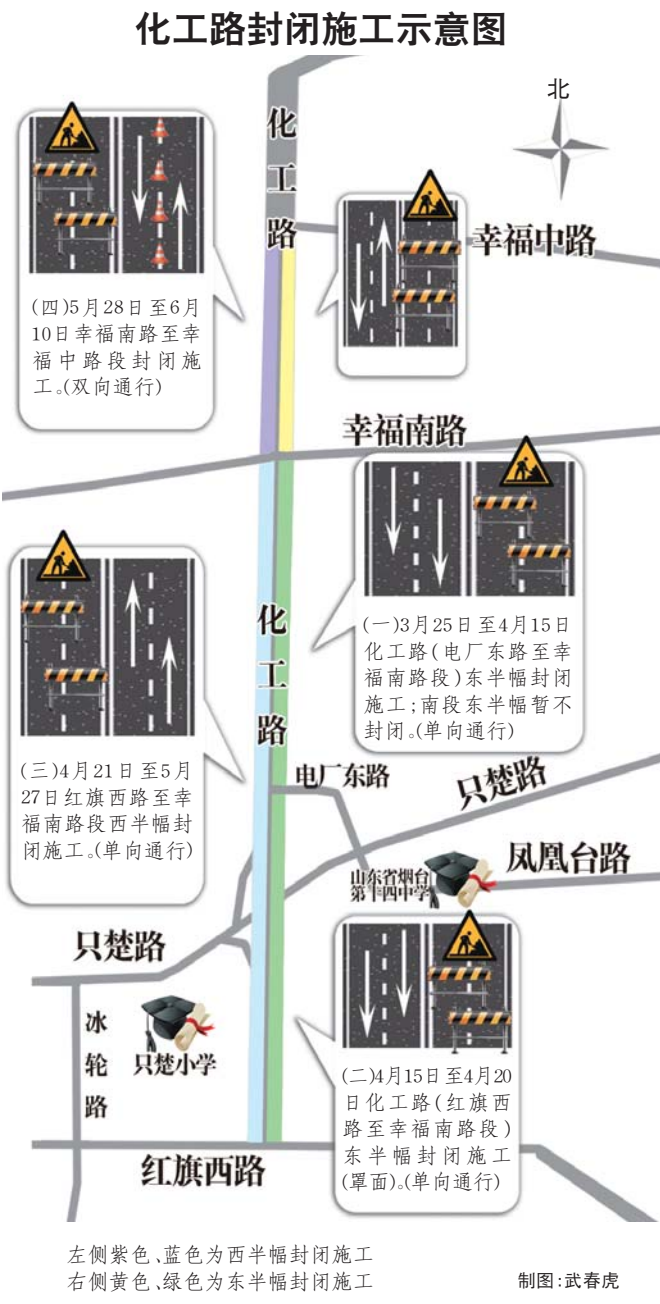 化工路封闭施工示意图
北
化工路
幸福中路
(四)5月28日至6月
10日幸福南路至幸
福中路段封闭施
工。(双向通行)
幸福南路
(一)3月25日至4月15日
化工路(电厂东路至幸
福南路段)东半幅封闭
施工;南段东半幅暂不
封闭。(单向通行)
化工路
(三)4月21日至5月
27日红旗西路至幸
福南路段西半幅封
闭施工。(单向通行)
电厂东路
只楚路
凤凰台路
山东省烟台
第十四中学
只楚路
冰轮路
只楚小学
(二)4月15日至4月20
日化工路(红旗西
路至幸福南路段)
东半幅封闭施工
(罩面)。(单向通行)
红旗西路
左侧紫色、蓝色为西半幅封闭施工
右侧黄色、绿色为东半幅封闭施工
制图:武春虎